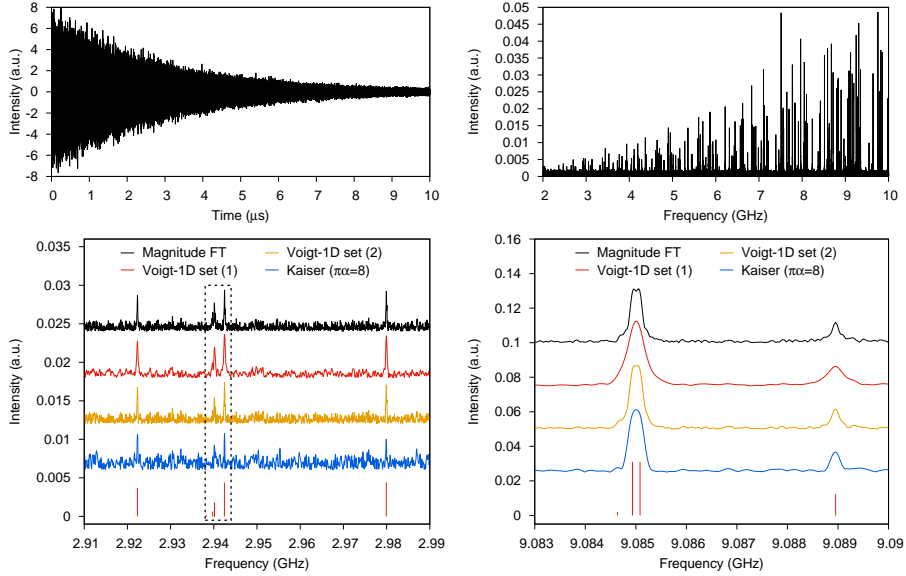 8
6
4
2
0
-2
-4
-6
-8
Intensity (a.u.)
0 1 2 3 4 5 6 7 8 9 10
Time (μs)
0.05
0.045
0.04
0.035
0.03
0.025
0.02
0.015
0.01
0.005
0
Intensity (a.u.)
2 3 4 5 6 7 8 9 10
Frequency (GHz)
0.035
0.03
0.025
0.02
0.015
0.01
0.005
0
Intensity (a.u.)
Magnitude FT
Voigt-1D set (1)
Voigt-1D set (2)
Kaiser (πα=8)
2.91 2.92 2.93 2.94 2.95 2.96 2.97 2.98 2.99
Frequency (GHz)
0.16
0.14
0.12
0.1
0.08
0.06
0.04
0.02
0
Intensity (a.u.)
Magnitude FT
Voigt-1D set (1)
Voigt-1D set (2)
Kaiser (πα=8)
9.083 9.084 9.085 9.086 9.087 9.088 9.089 9.09
Frequency (GHz)